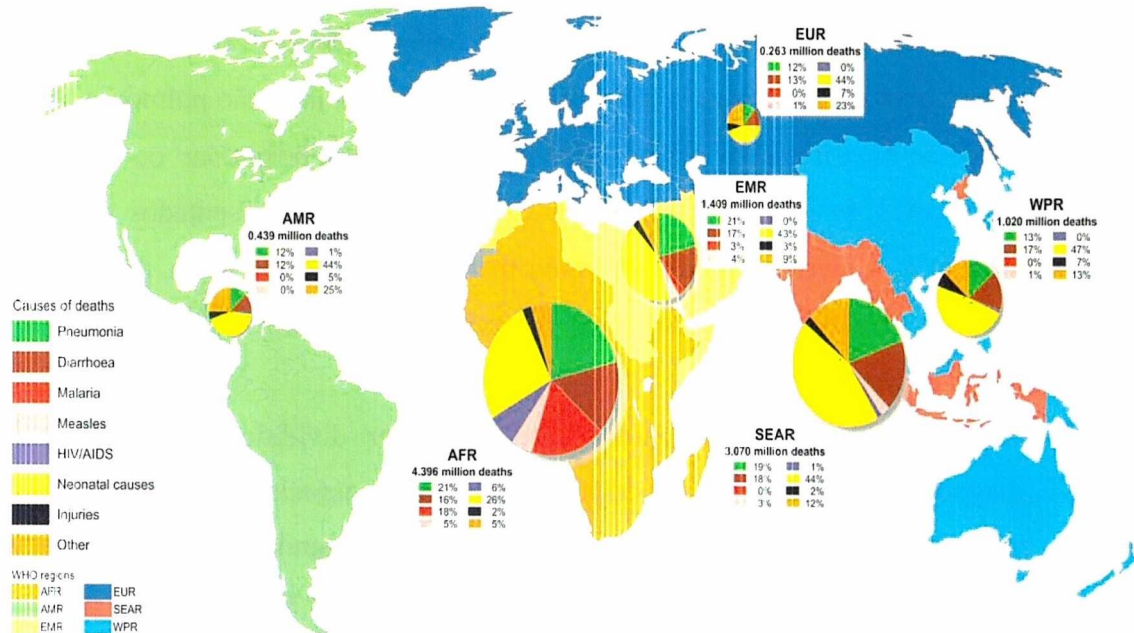 EUR
0.263 million deaths
12% 0%
13% 44%
0% 7%
1% 23%
EMR
1.409 million deaths
21% 0%
17% 43%
3% 3%
4% 9%
WPR
1.020 million deaths
13% 0%
17% 47%
0% 7%
1% 13%
AMR
0.439 million deaths
12% 1%
12% 44%
0% 5%
0% 25%
Causes of deaths
Pneumonia
Diarrhoea
Malaria
Measles
HIV/AIDS
Neonatal causes
Injuries
Other
AFR
4.396 million deaths
21% 6%
16% 26%
18% 2%
5% 5%
SEAR
3.070 million deaths
19% 1%
18% 44%
0% 2%
3% 12%
WHO regions
AFR EUR
AMR SEAR
EMR WPR